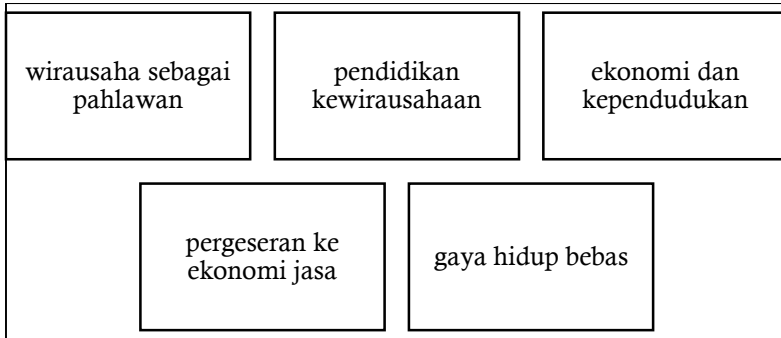 wirausaha sebagai
pahlawan
pendidikan
kewirausahaan
ekonomi dan
kependudukan
pergeseran ke
ekonomi jasa
gaya hidup bebas